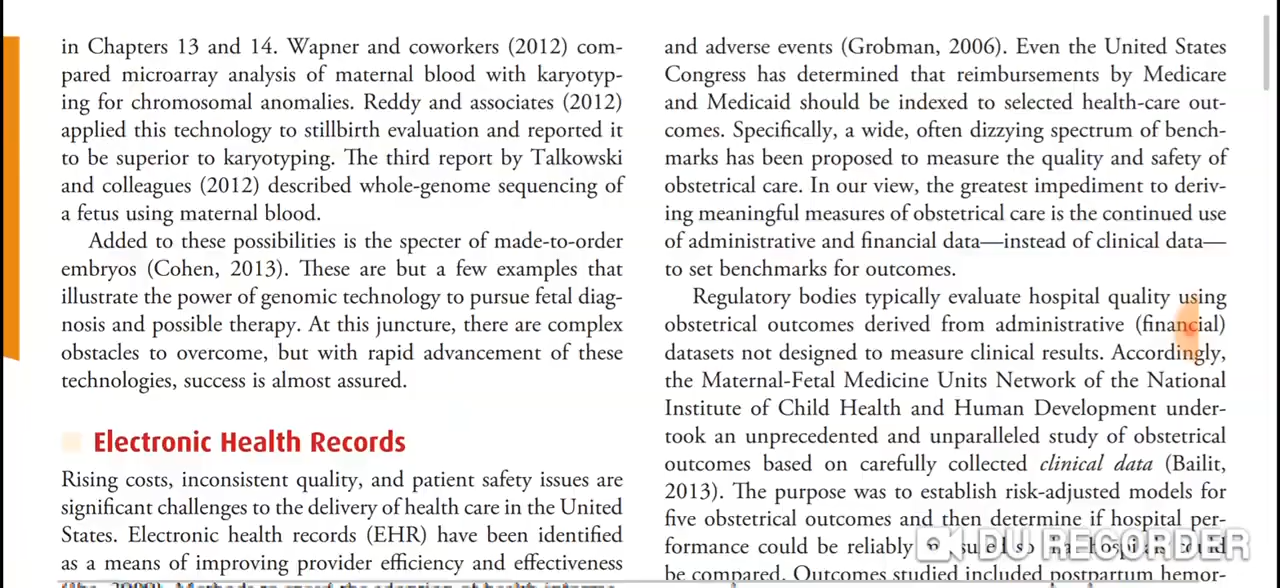 in Chapters 13 and 14. Wapner and coworkers (2012) com-
pared microarray analysis of maternal blood with karyotyp-
ing for chromosomal anomalies. Reddy and associates (2012)
applied this technology to stillbirth evaluation and reported it
to be superior to karyotyping. The third report by Talkowski
and colleagues (2012) described whole-genome sequencing of
a fetus using maternal blood.
Added to these possibilities is the specter of made-to-order
embryos (Cohen, 2013). These are but a few examples that
illustrate the power of genomic technology to pursue fetal diag-
nosis and possible therapy. At this juncture, there are complex
obstacles to overcome, but with rapid advancement of these
technologies, success is almost assured.
Electronic Health Records
Rising costs, inconsistent quality, and patient safety issues are
significant challenges to the delivery of health care in the United
States. Electronic health records (EHR) have been identified
as a means of improving provider efficiency and effectiveness
and adverse events (Grobman, 2006). Even the United States
Congress has determined that reimbursements by Medicare
and Medicaid should be indexed to selected health-care out-
comes. Specifically, a wide, often dizzying spectrum of bench-
marks has been proposed to measure the quality and safety of
obstetrical care. In our view, the greatest impediment to deriv-
ing meaningful measures of obstetrical care is the continued use
of administrative and financial data—instead of clinical data—
to set benchmarks for outcomes.
Regulatory bodies typically evaluate hospital quality using
obstetrical outcomes derived from administrative (financial)
datasets not designed to measure clinical results. Accordingly,
the Maternal-Fetal Medicine Units Network of the National
Institute of Child Health and Human Development under-
took an unprecedented and unparalleled study of obstetrical
outcomes based on carefully collected clinical data (Bailit,
2013). The purpose was to establish risk-adjusted models for
five obstetrical outcomes and then determine if hospital per-
formance could be reliably
be compared. Outcomes studied included postpartum hemor-
DU RECORDER